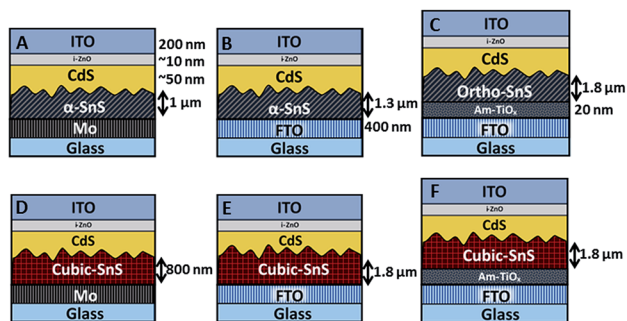 A
ITO
200 nm
i-ZnO
~10 nm
CdS
~50 nm
α-SnS
1 μm
Mo
Glass
B
ITO
i-ZnO
CdS
α-SnS
1.3 μm
FTO
400 nm
Glass
C
ITO
i-ZnO
CdS
Ortho-SnS
1.8 μm
Am-TiOₓ
20 nm
FTO
Glass
D
ITO
i-ZnO
CdS
Cubic-SnS
800 nm
Mo
Glass
E
ITO
i-ZnO
CdS
Cubic-SnS
1.8 μm
FTO
Glass
F
ITO
i-ZnO
CdS
Cubic-SnS
1.8 μm
Am-TiOₓ
FTO
Glass